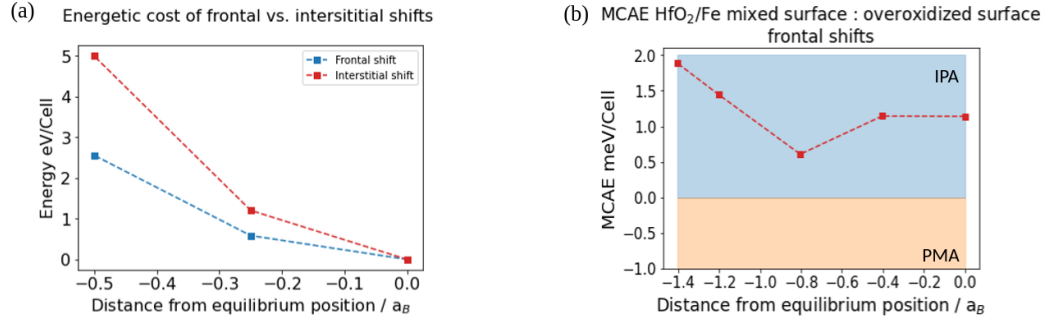 (a)
Energetic cost of frontal vs. intersititial shifts
Energy eV/Cell
5
4
3
2
1
0
Frontal shift
Interstitial shift
−0.5 −0.4 −0.3 −0.2 −0.1 0.0
Distance from equilibrium position / a_B
(b)
MCAE HfO₂/Fe mixed surface : overoxidized surface
frontal shifts
MCAE meV/Cell
2.0
1.5
1.0
0.5
0.0
−0.5
−1.0
IPA
PMA
−1.4 −1.2 −1.0 −0.8 −0.6 −0.4 −0.2 0.0
Distance from equilibrium position / a_B